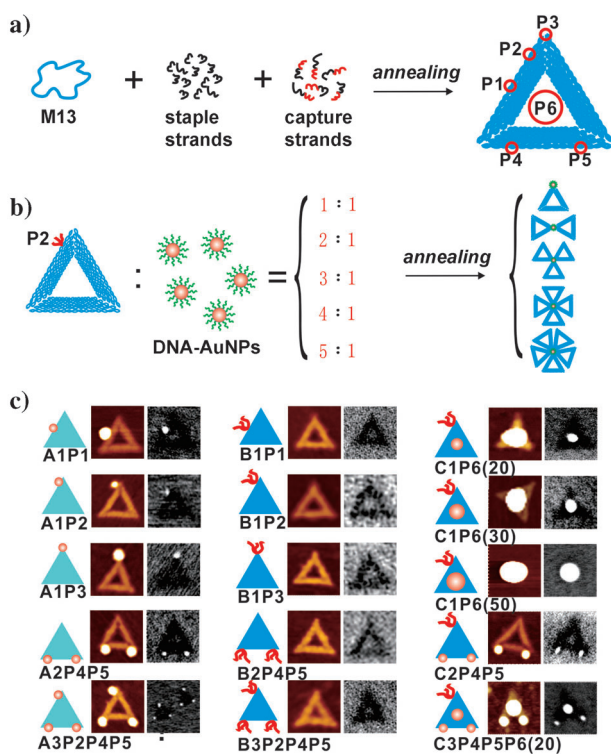 a)
M13
+
staple
strands
+
capture
strands
annealing
P3
P2
P1
P6
P4
P5
b)
P2
:
DNA-AuNPs
=
1 : 1
2 : 1
3 : 1
4 : 1
5 : 1
annealing
c)
A1P1
B1P1
C1P6(20)
A1P2
B1P2
C1P6(30)
A1P3
B1P3
C1P6(50)
A2P4P5
B2P4P5
C2P4P5
A3P2P4P5
B3P2P4P5
C3P4P5P6(20)